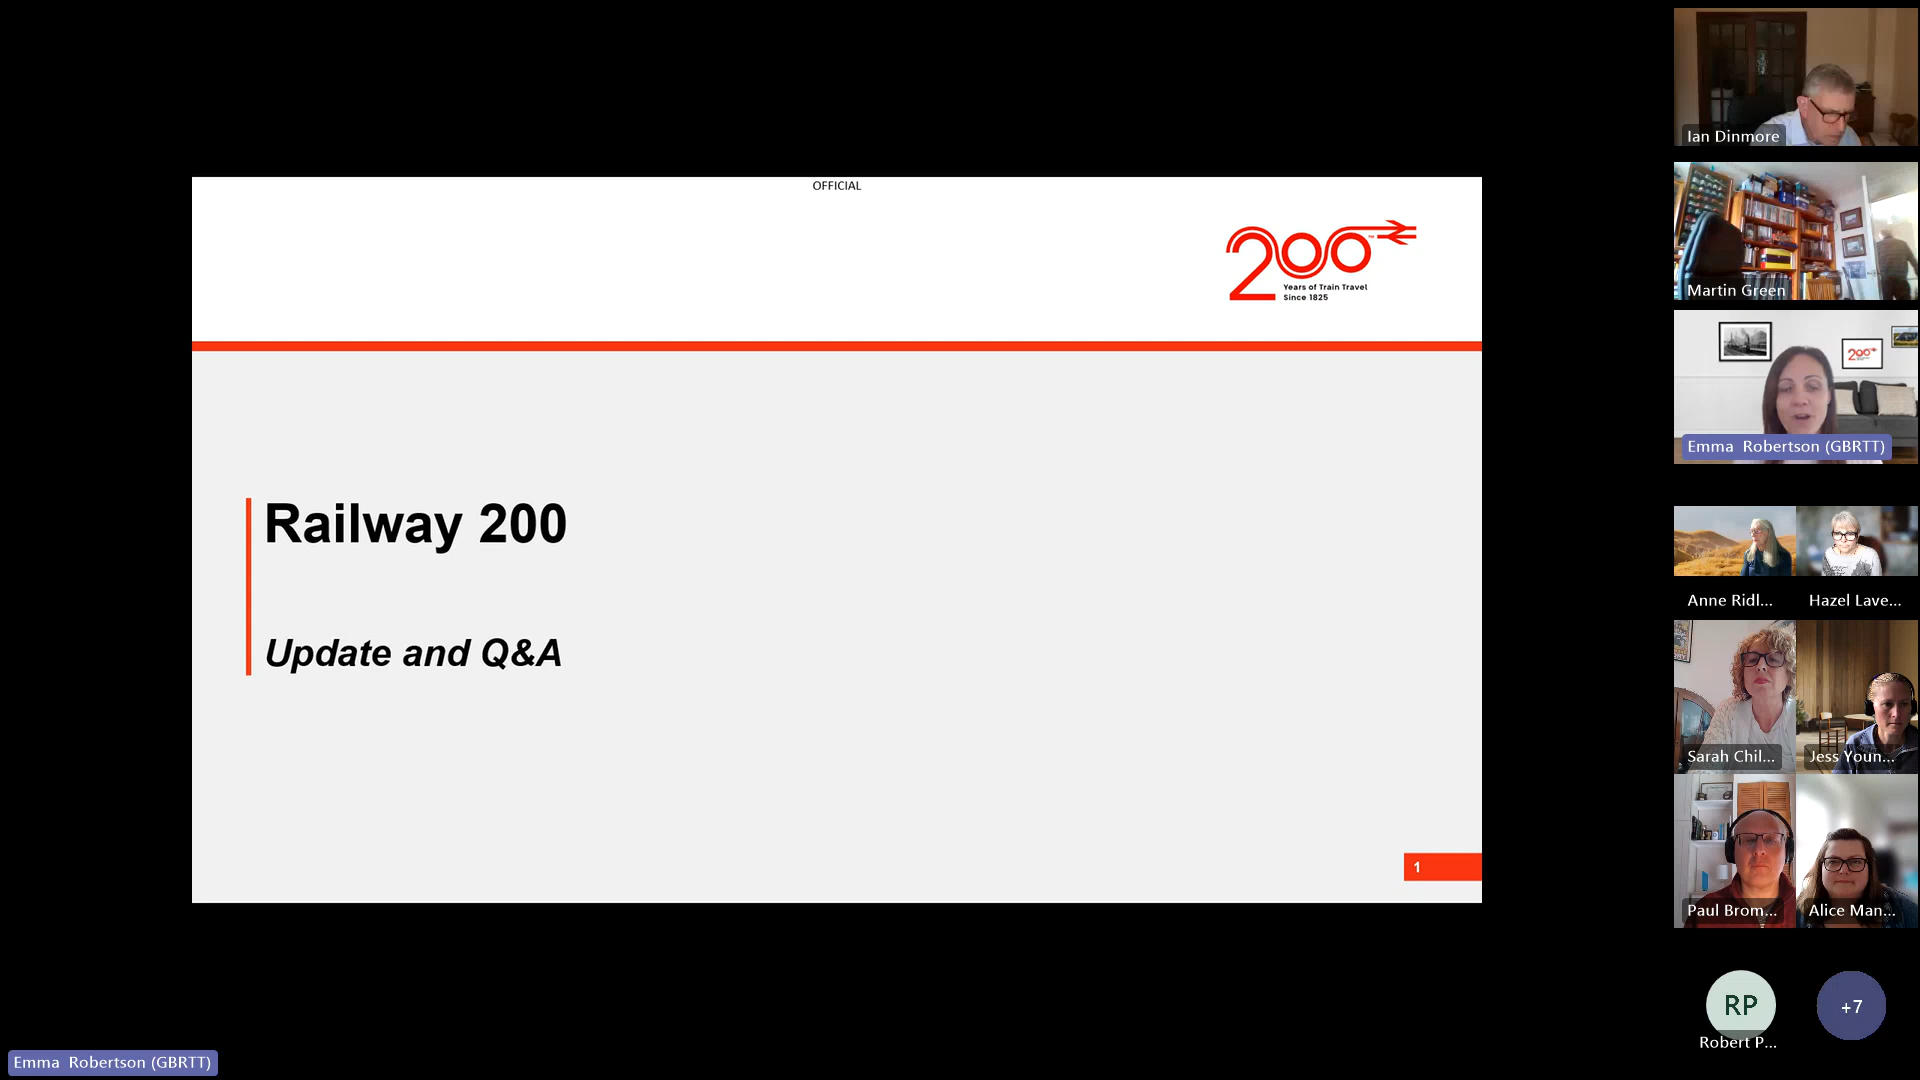 OFFICIAL
200
Years of Train Travel
Since 1825
Railway 200
Update and Q&A
1
Ian Dinmore
Martin Green
200
Emma Robertson (GBRTT)
Anne Ridl...
Hazel Lave...
Sarah Chil...
Jess Youn...
Paul Brom...
Alice Man...
RP
+7
Robert P...
Emma Robertson (GBRTT)